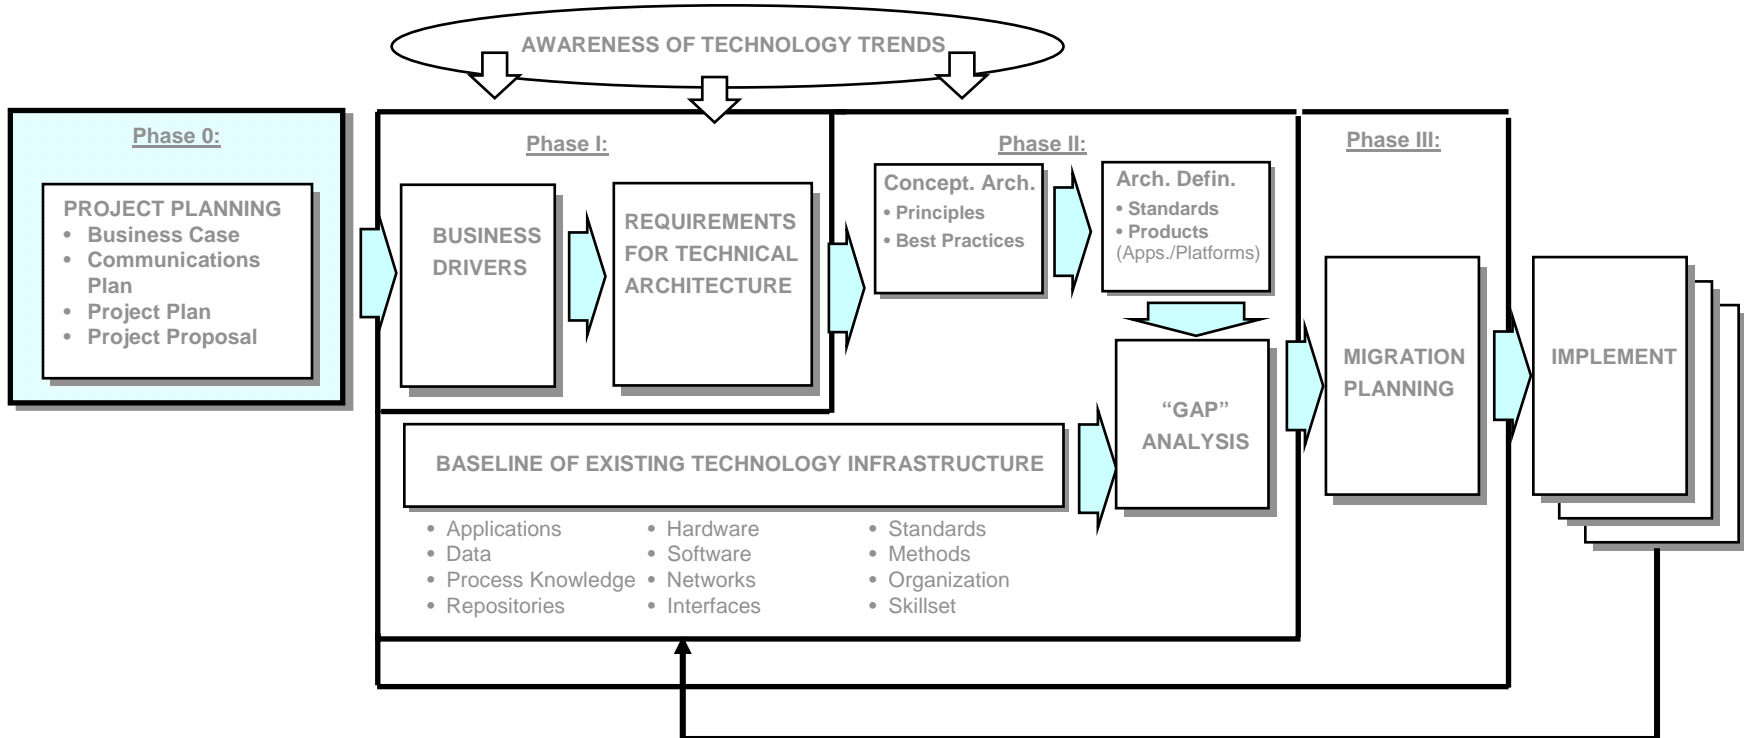 AWARENESS OF TECHNOLOGY TRENDS
Phase 0:
PROJECT PLANNING
• Business Case
• Communications
Plan
• Project Plan
• Project Proposal
Phase I:
BUSINESS
DRIVERS
REQUIREMENTS
FOR TECHNICAL
ARCHITECTURE
Phase II:
Concept. Arch.
• Principles
• Best Practices
Arch. Defin.
• Standards
• Products
(Apps./Platforms)
“GAP”
ANALYSIS
BASELINE OF EXISTING TECHNOLOGY INFRASTRUCTURE
• Applications
• Data
• Process Knowledge
• Repositories
• Hardware
• Software
• Networks
• Interfaces
• Standards
• Methods
• Organization
• Skillset
Phase III:
MIGRATION
PLANNING
IMPLEMENT